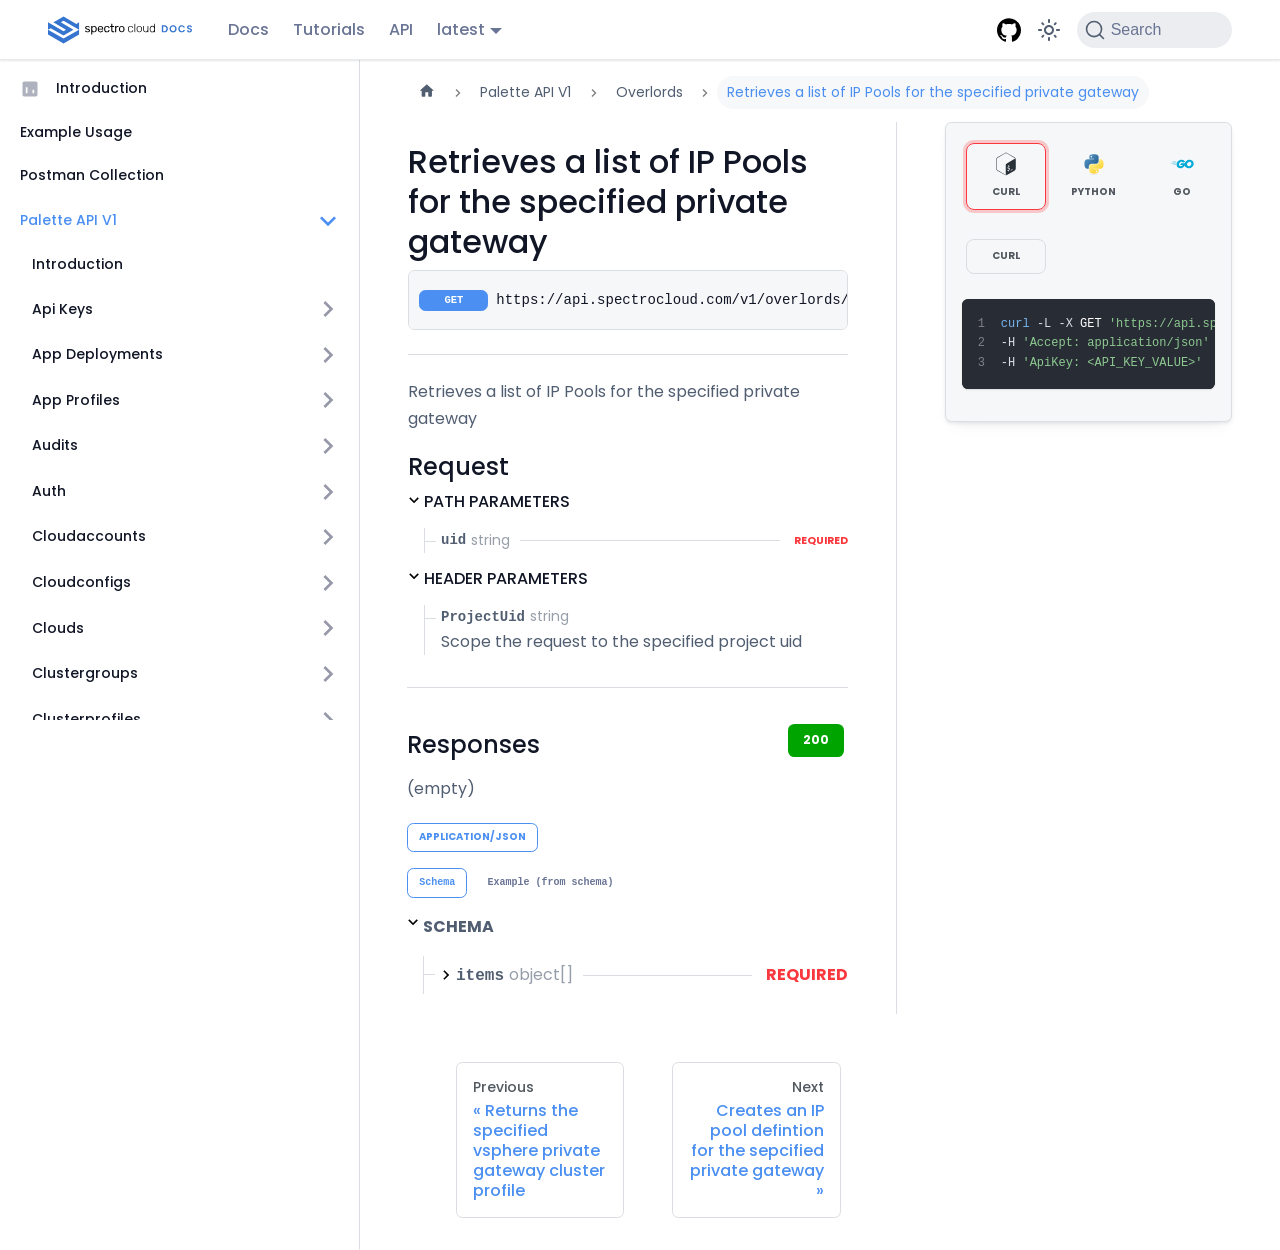 spectro cloud DOCS
Docs
Tutorials
API
latest
Search
Introduction
Example Usage
Postman Collection
Palette API V1
Introduction
Api Keys
App Deployments
App Profiles
Audits
Auth
Cloudaccounts
Cloudconfigs
Clouds
Clustergroups
Clusterprofiles
Palette API V1
Overlords
Retrieves a list of IP Pools for the specified private gateway
Retrieves a list of IP Pools
for the specified private
gateway
GET https://api.spectrocloud.com/v1/overlords/
Retrieves a list of IP Pools for the specified private
gateway
Request
PATH PARAMETERS
uid string REQUIRED
HEADER PARAMETERS
ProjectUid string
Scope the request to the specified project uid
Responses
200
(empty)
APPLICATION/JSON
Schema
Example (from schema)
SCHEMA
items object[] REQUIRED
Previous
« Returns the
specified
vsphere private
gateway cluster
profile
Next
Creates an IP
pool defintion
for the sepcified
private gateway
»
CURL
PYTHON
GO
CURL
1 curl -L -X GET 'https://api.sp
2 -H 'Accept: application/json'
3 -H 'ApiKey: <API_KEY_VALUE>'